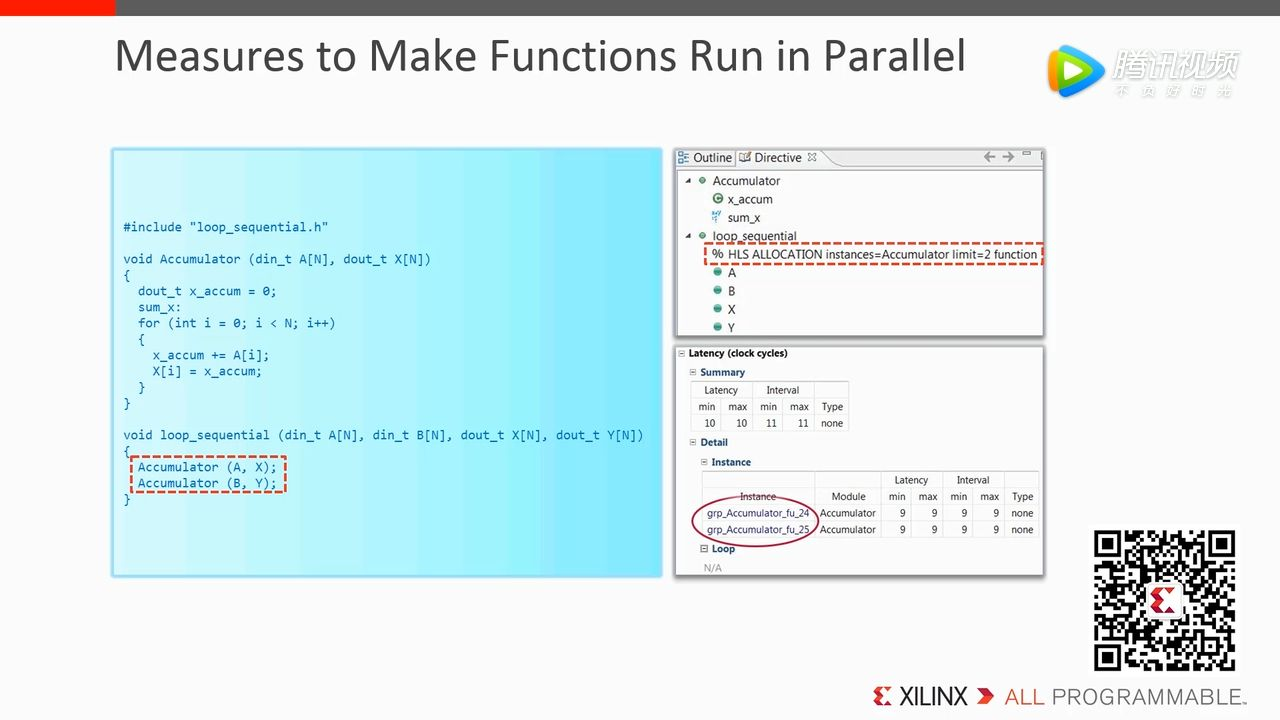 Measures to Make Functions Run in Parallel
腾讯视频
不负好时光
#include "loop_sequential.h"
void Accumulator (din_t A[N], dout_t X[N])
{
dout_t x_accum = 0;
sum_x:
for (int i = 0; i < N; i++)
{
x_accum += A[i];
X[i] = x_accum;
}
}
void loop_sequential (din_t A[N], din_t B[N], dout_t X[N], dout_t Y[N])
{
Accumulator (A, X);
Accumulator (B, Y);
}
Outline Directive
Accumulator
x_accum
sum_x
loop_sequential
% HLS ALLOCATION instances=Accumulator limit=2 function
A
B
X
Y
Latency (clock cycles)
Summary
Latency Interval
min max min max Type
10 10 11 11 none
Detail
Instance
Latency Interval
Instance Module min max min max Type
grp_Accumulator_fu_24 Accumulator 9 9 9 9 none
grp_Accumulator_fu_25 Accumulator 9 9 9 9 none
Loop
N/A
XILINX ALL PROGRAMMABLE™